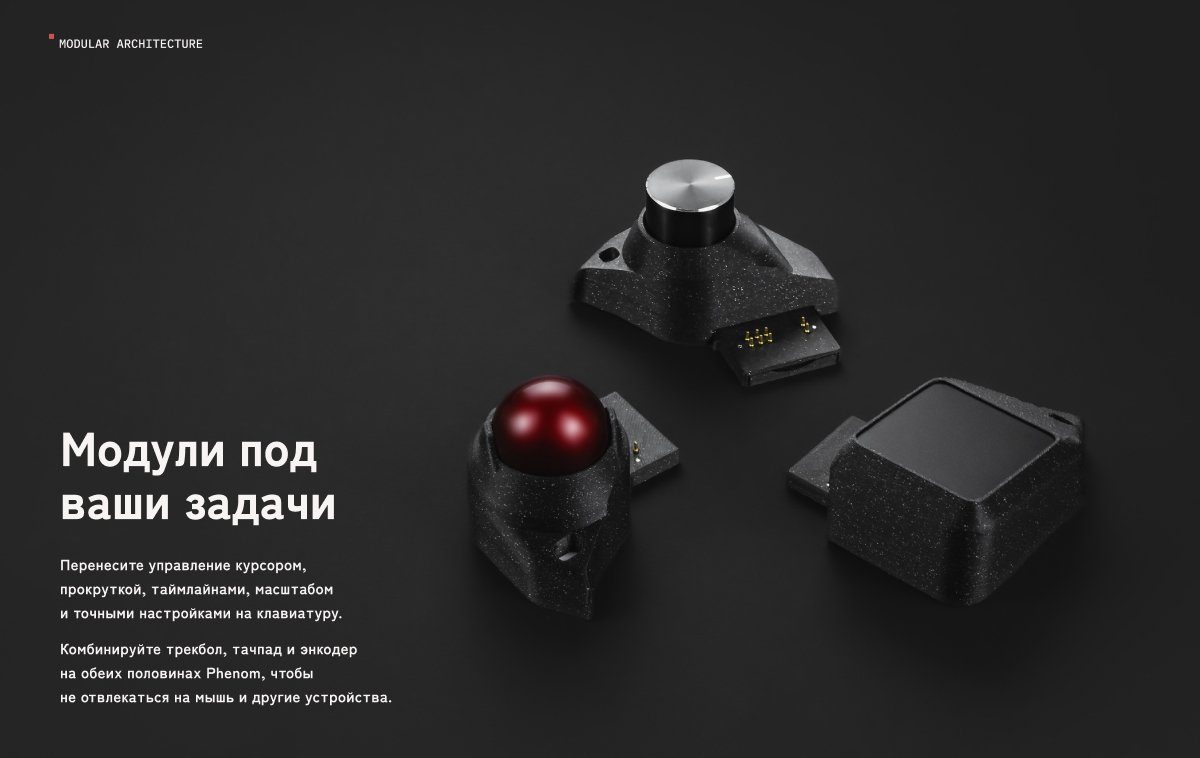 MODULAR ARCHITECTURE
Модули под
ваши задачи
Перенесите управление курсором,
прокруткой, таймлайнами, масштабом
и точными настройками на клавиатуру.
Комбинируйте трекбол, тачпад и энкодер
на обеих половинах Phenom, чтобы
не отвлекаться на мышь и другие устройства.